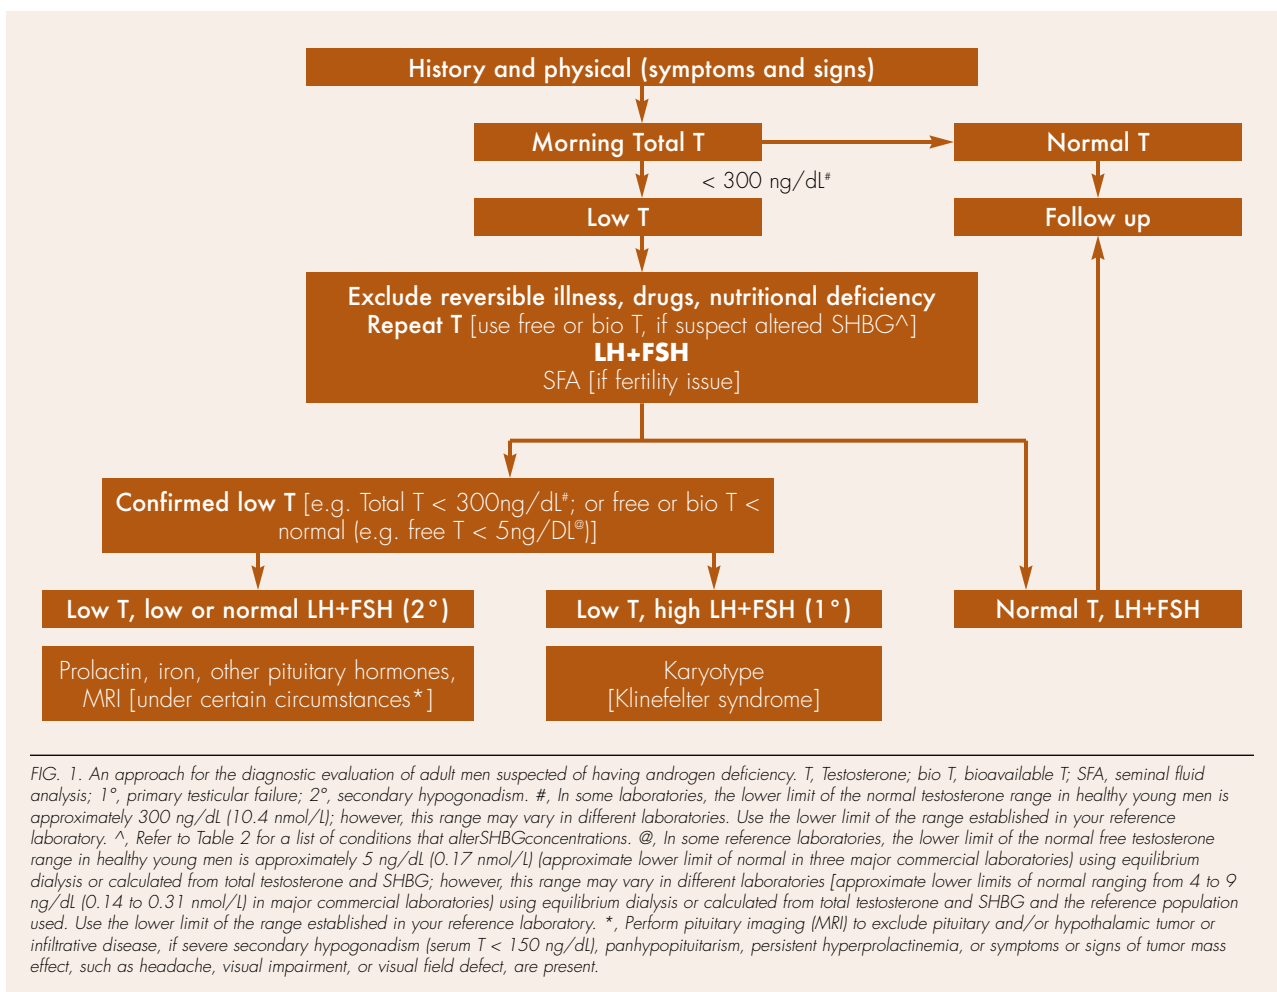 History and physical (symptoms and signs)
Morning Total T
Normal T
< 300 ng/dL#
Low T
Follow up
Exclude reversible illness, drugs, nutritional deficiency
Repeat T [use free or bio T, if suspect altered SHBG^]
LH+FSH
SFA [if fertility issue]
Confirmed low T [e.g. Total T < 300ng/dL#; or free or bio T <
normal (e.g. free T < 5ng/DL@)]
Low T, low or normal LH+FSH (2°)
Low T, high LH+FSH (1°)
Normal T, LH+FSH
Prolactin, iron, other pituitary hormones,
MRI [under certain circumstances*]
Karyotype
[Klinefelter syndrome]
FIG. 1. An approach for the diagnostic evaluation of adult men suspected of having androgen deficiency. T, Testosterone; bio T, bioavailable T; SFA, seminal fluid
analysis; 1°, primary testicular failure; 2°, secondary hypogonadism. #, In some laboratories, the lower limit of the normal testosterone range in healthy young men is
approximately 300 ng/dL (10.4 nmol/L); however, this range may vary in different laboratories. Use the lower limit of the range established in your reference
laboratory. ^, Refer to Table 2 for a list of conditions that alterSHBGconcentrations. @, In some reference laboratories, the lower limit of the normal free testosterone
range in healthy young men is approximately 5 ng/dL (0.17 nmol/L) (approximate lower limit of normal in three major commercial laboratories) using equilibrium
dialysis or calculated from total testosterone and SHBG; however, this range may vary in different laboratories [approximate lower limits of normal ranging from 4 to 9
ng/dL (0.14 to 0.31 nmol/L) in major commercial laboratories) using equilibrium dialysis or calculated from total testosterone and SHBG and the reference population
used. Use the lower limit of the range established in your reference laboratory. *, Perform pituitary imaging (MRI) to exclude pituitary and/or hypothalamic tumor or
infiltrative disease, if severe secondary hypogonadism (serum T < 150 ng/dL), panhypopituitarism, persistent hyperprolactinemia, or symptoms or signs of tumor mass
effect, such as headache, visual impairment, or visual field defect, are present.